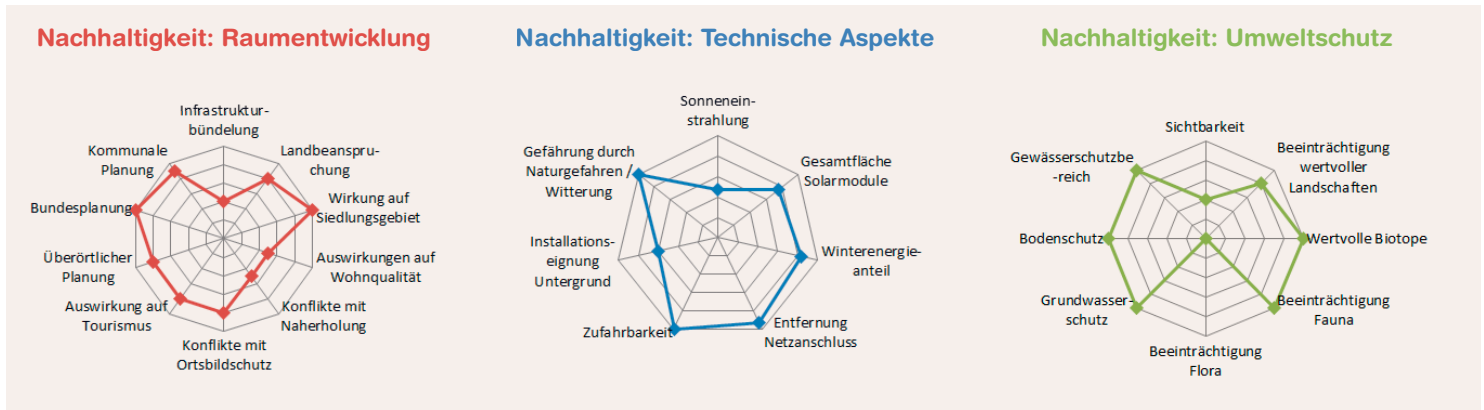 Nachhaltigkeit: Raumentwicklung
Infrastruktur-
bündelung
Landbeanspru-
chung
Wirkung auf
Siedlungsgebiet
Auswirkungen auf
Wohnqualität
Konflikte mit
Naherholung
Konflikte mit
Ortsbildschutz
Auswirkung auf
Tourismus
Überörtlicher
Planung
Bundesplanung
Kommunale
Planung
Nachhaltigkeit: Technische Aspekte
Sonnenein-
strahlung
Gesamtfläche
Solarmodule
Winterenergie-
anteil
Entfernung
Netzanschluss
Zufahrbarkeit
Installations-
eignung
Untergrund
Gefährung durch
Naturgefahren /
Witterung
Nachhaltigkeit: Umweltschutz
Sichtbarkeit
Beeinträchtigung
wertvoller
Landschaften
Wertvolle Biotope
Beeinträchtigung
Fauna
Beeinträchtigung
Flora
Grundwasser-
schutz
Bodenschutz
Gewässerschutzbe
-reich